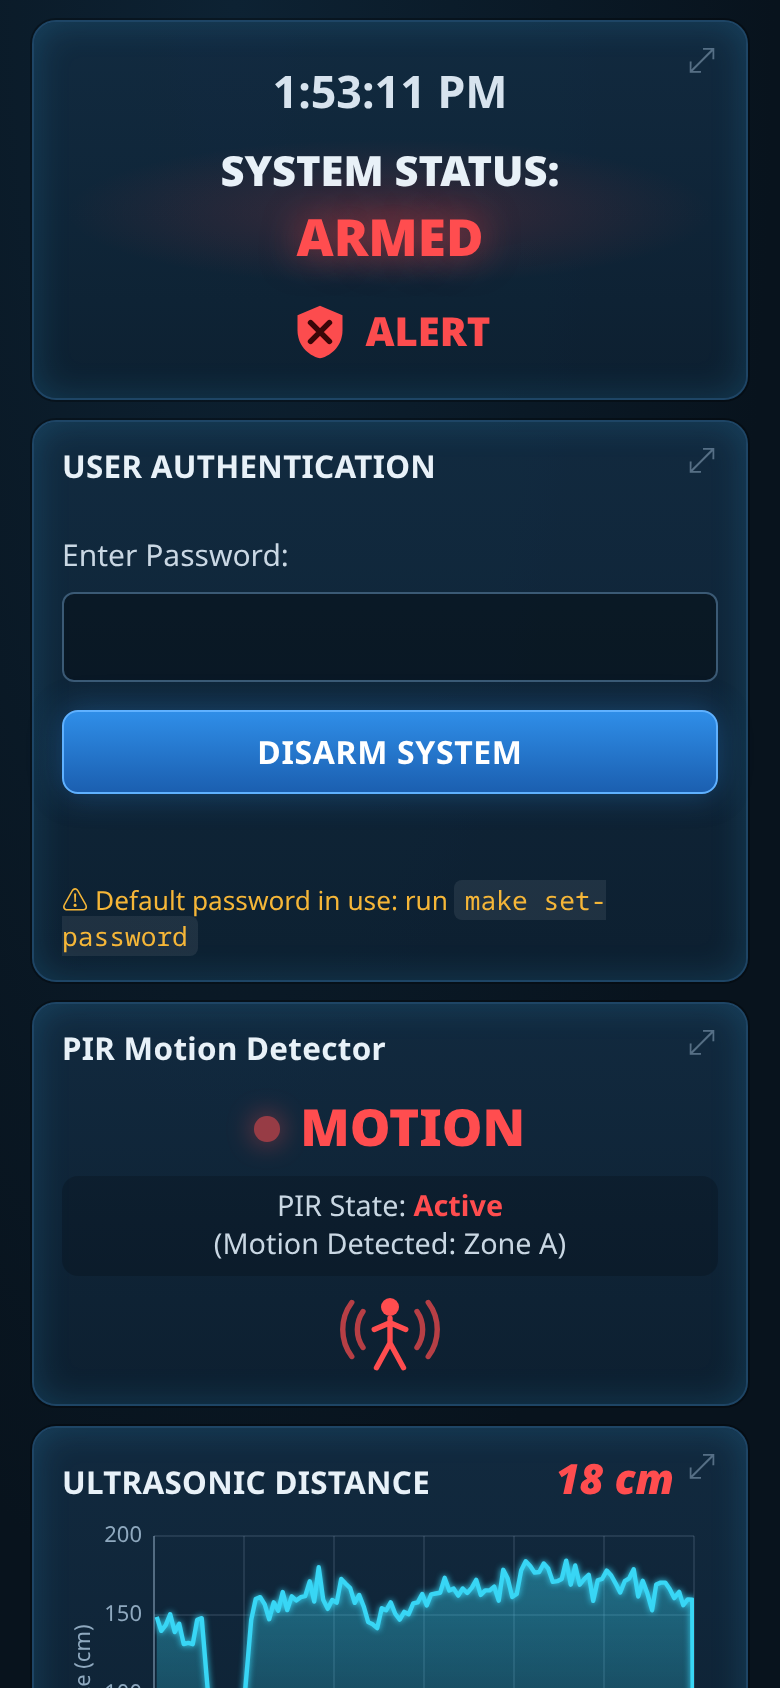 1:53:11 PM
SYSTEM STATUS:
ARMED
ALERT
USER AUTHENTICATION
Enter Password:
DISARM SYSTEM
⚠ Default password in use: run make set-
password
PIR Motion Detector
MOTION
PIR State: Active
(Motion Detected: Zone A)
ULTRASONIC DISTANCE
18 cm
200
150